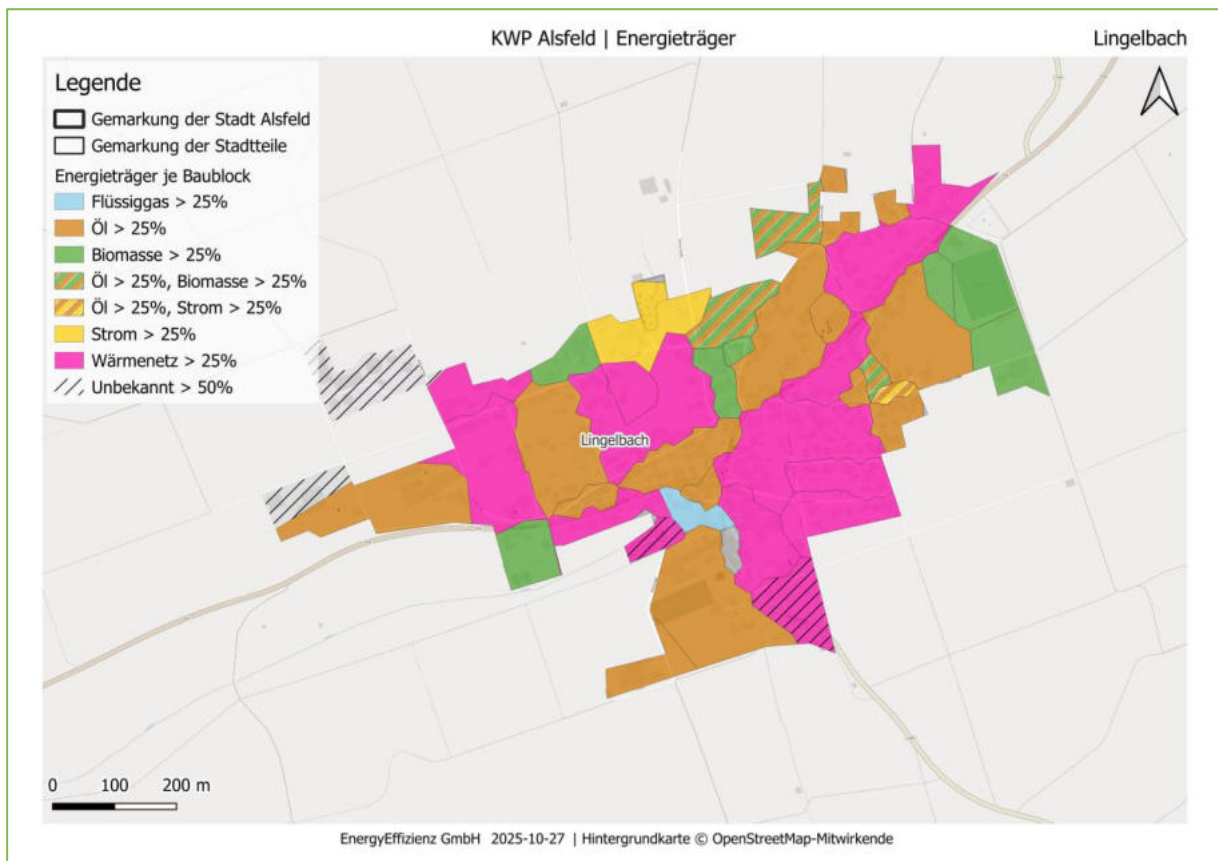 KWP Alsfeld | Energieträger
Lingelbach
Legende
Gemarkung der Stadt Alsfeld
Gemarkung der Stadtteile
Energieträger je Baublock
Flüssiggas > 25%
Öl > 25%
Biomasse > 25%
Öl > 25%, Biomasse > 25%
Öl > 25%, Strom > 25%
Strom > 25%
Wärmenetz > 25%
Unbekannt > 50%
Lingelbach
0 100 200 m
EnergyEffizienz GmbH 2025-10-27 | Hintergrundkarte © OpenStreetMap-Mitwirkende